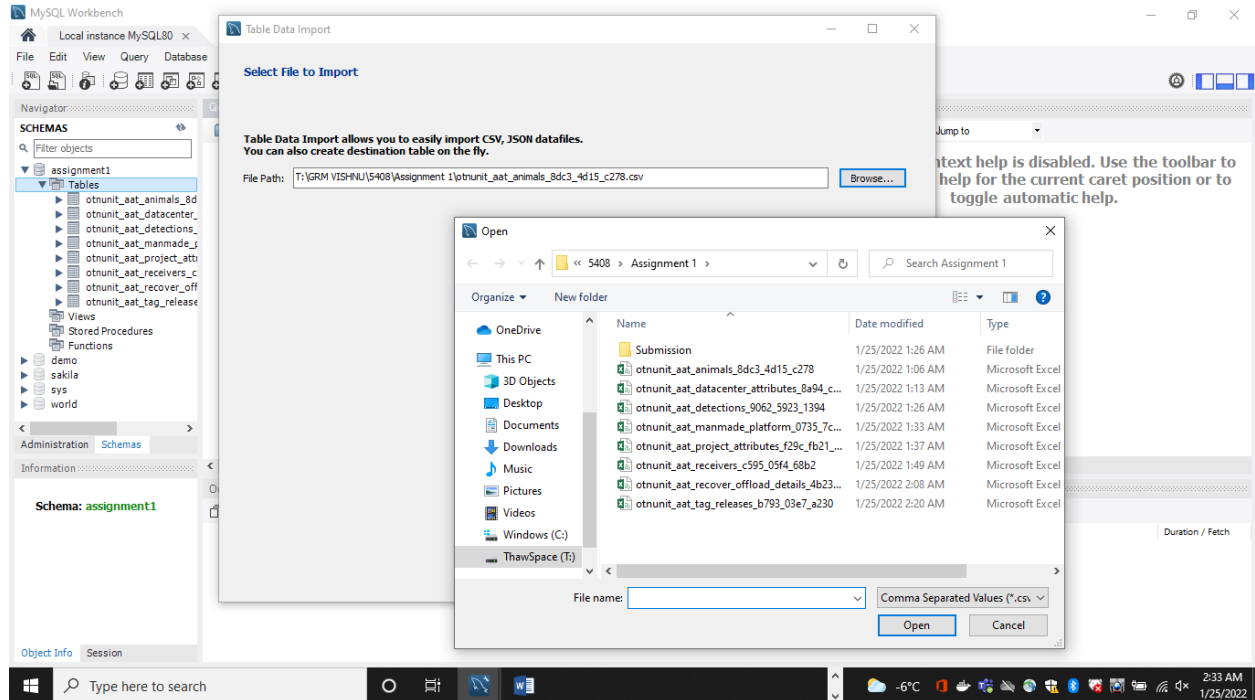 MySQL Workbench
Local instance MySQL80 ×
File Edit View Query Database
Navigator
SCHEMAS
Filter objects
assignment1
Tables
otnunit_aat_animals_8d
otnunit_aat_datacenter_
otnunit_aat_detections_
otnunit_aat_manmade_p
otnunit_aat_project_attr
otnunit_aat_receivers_c
otnunit_aat_recover_off
otnunit_aat_tag_release
Views
Stored Procedures
Functions
demo
sakila
sys
world
Administration Schemas
Information
Schema: assignment1
Object Info Session
Table Data Import
Select File to Import
Table Data Import allows you to easily import CSV, JSON datafiles.
You can also create destination table on the fly.
File Path: T:\GRM VISHNU\5408\Assignment 1\otnunit_aat_animals_8dc3_4d15_c278.csv Browse...
Jump to
ntext help is disabled. Use the toolbar to
help for the current caret position or to
toggle automatic help.
Duration / Fetch
Open
« 5408 › Assignment 1 ›
Search Assignment 1
Organize New folder
OneDrive
This PC
3D Objects
Desktop
Documents
Downloads
Music
Pictures
Videos
Windows (C:)
ThawSpace (T:)
Name Date modified Type
Submission 1/25/2022 1:26 AM File folder
otnunit_aat_animals_8dc3_4d15_c278 1/25/2022 1:06 AM Microsoft Excel
otnunit_aat_datacenter_attributes_8a94_c... 1/25/2022 1:13 AM Microsoft Excel
otnunit_aat_detections_9062_5923_1394 1/25/2022 1:26 AM Microsoft Excel
otnunit_aat_manmade_platform_0735_7c... 1/25/2022 1:33 AM Microsoft Excel
otnunit_aat_project_attributes_f29c_fb21_... 1/25/2022 1:37 AM Microsoft Excel
otnunit_aat_receivers_c595_05f4_68b2 1/25/2022 1:49 AM Microsoft Excel
otnunit_aat_recover_offload_details_4b23... 1/25/2022 2:08 AM Microsoft Excel
otnunit_aat_tag_releases_b793_03e7_a230 1/25/2022 2:20 AM Microsoft Excel
File name: Comma Separated Values (*.csv
Open Cancel
Type here to search
-6°C
2:33 AM
1/25/2022